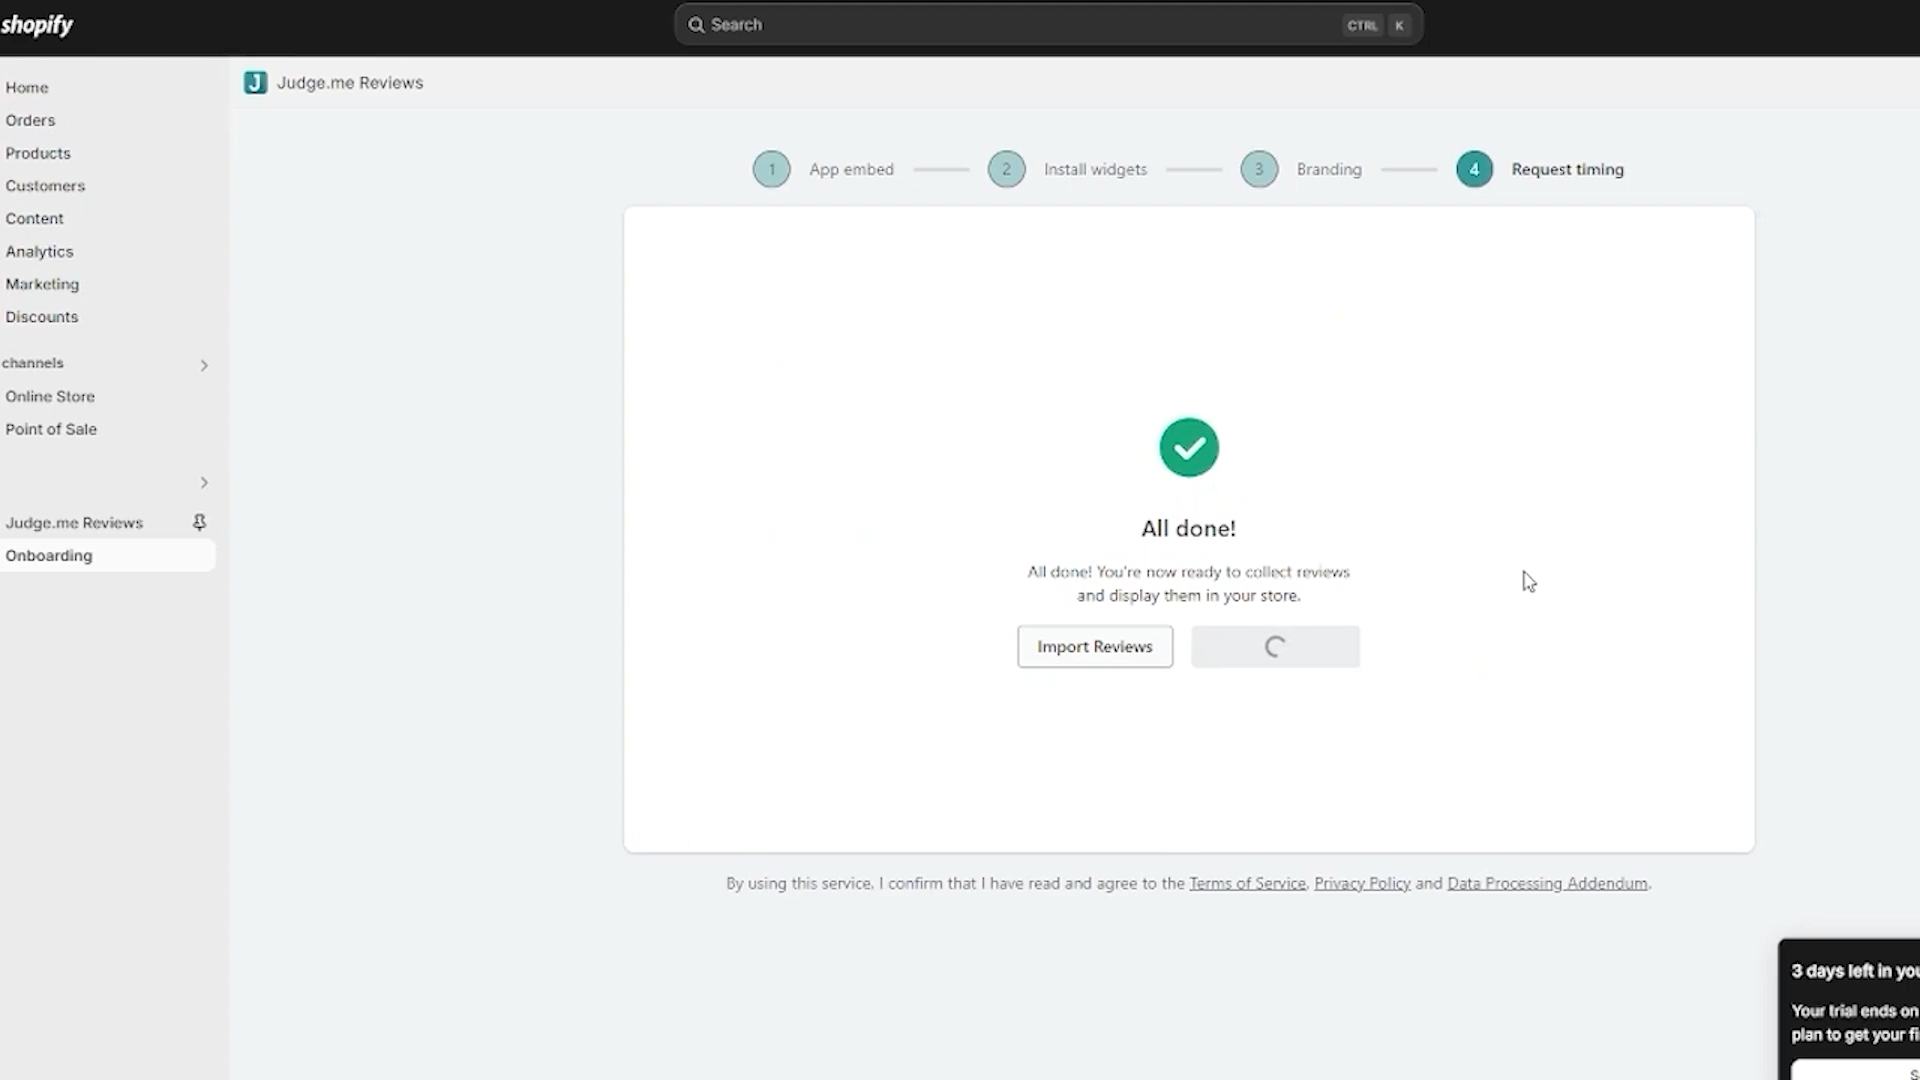 shopify
Search
CTRL K
Home
Orders
Products
Customers
Content
Analytics
Marketing
Discounts
channels
Online Store
Point of Sale
Judge.me Reviews
Onboarding
J Judge.me Reviews
1 App embed 2 Install widgets 3 Branding 4 Request timing
All done!
All done! You're now ready to collect reviews
and display them in your store.
Import Reviews
By using this service, I confirm that I have read and agree to the Terms of Service, Privacy Policy and Data Processing Addendum.
3 days left in
Your trial ends on
plan to get your